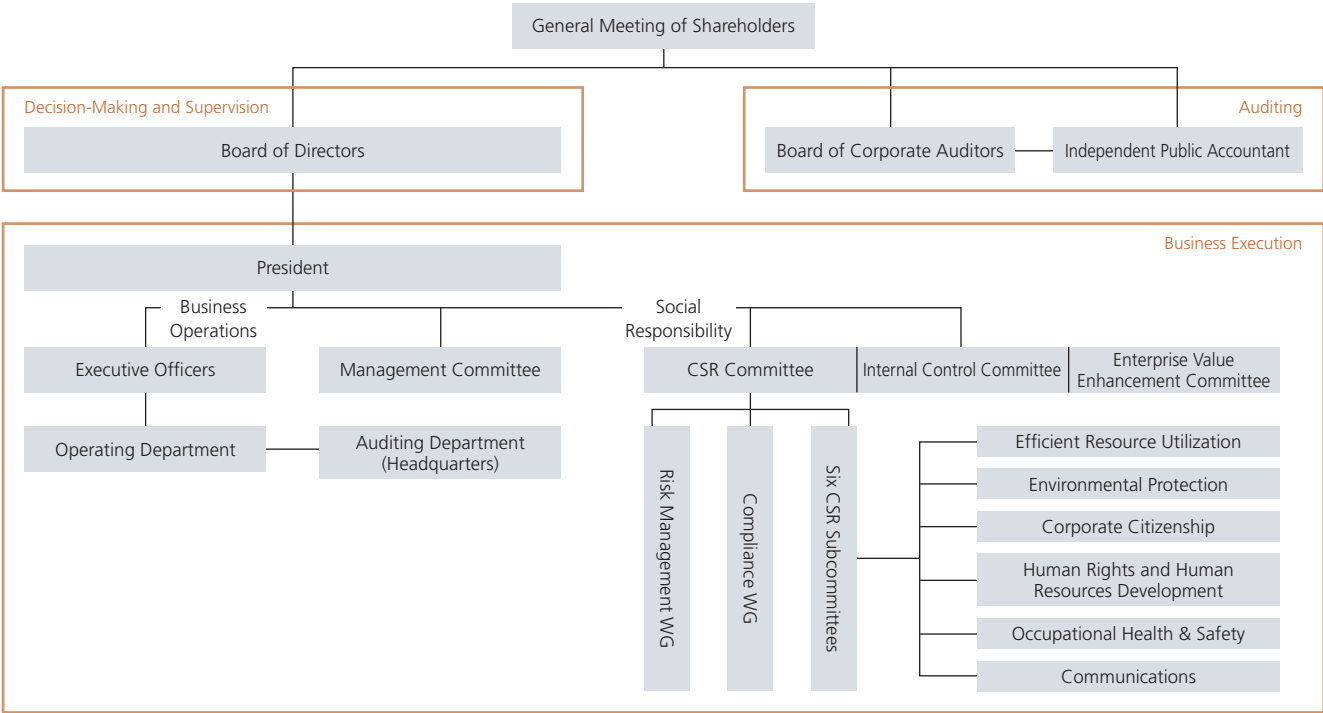 General Meeting of Shareholders
Decision-Making and Supervision
Auditing
Board of Directors
Board of Corporate Auditors
Independent Public Accountant
Business Execution
President
Business
Operations
Social
Responsibility
Executive Officers
Management Committee
CSR Committee
Internal Control Committee
Enterprise Value
Enhancement Committee
Operating Department
Auditing Department
(Headquarters)
Risk Management WG
Compliance WG
Six CSR Subcommittees
Efficient Resource Utilization
Environmental Protection
Corporate Citizenship
Human Rights and Human
Resources Development
Occupational Health & Safety
Communications